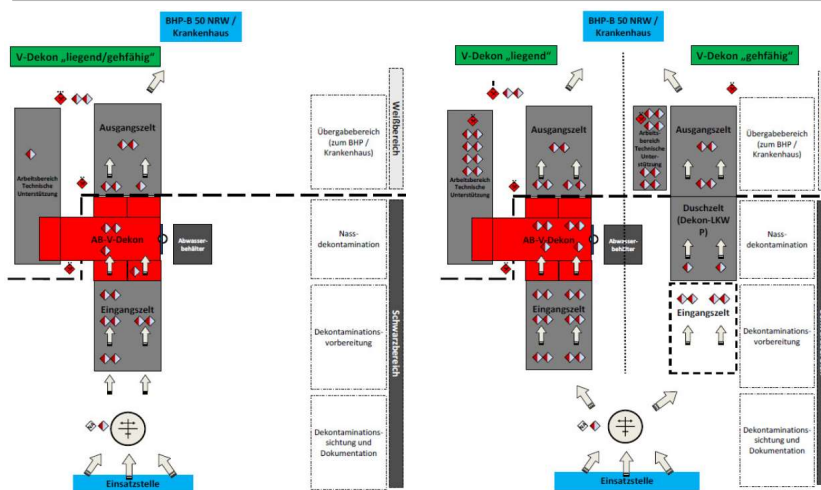 BHP-B 50 NRW /
Krankenhaus
V-Dekon „liegend/gehfähig“
Ausgangszelt
Arbeitsbereich
Technische
Unterstützung
AB-V-Dekon
Abwasser-
behälter
Eingangszelt
Einsatzstelle
Übergabebereich
(zum BHP /
Krankenhaus)
Nass-
dekontamination
Dekontaminations-
vorbereitung
Dekontaminations-
sichtung und
Dokumentation
Weißbereich
Schwarzbereich
BHP-B 50 NRW /
Krankenhaus
V-Dekon „liegend“
V-Dekon „gehfähig“
Arbeitsbereich
Technische
Unterstützung
Ausgangszelt
Arbeits-
bereich
Technische
Unter-
stützung
Ausgangszelt
AB-V-Dekon
Abwasser-
behälter
Duschzelt
(Dekon-LKW
P)
Eingangszelt
Eingangszelt
Einsatzstelle
Übergabebereich
(zum BHP /
Krankenhaus)
Nass-
dekontamination
Dekontaminations-
vorbereitung
Dekontaminations-
sichtung und
Dokumentation